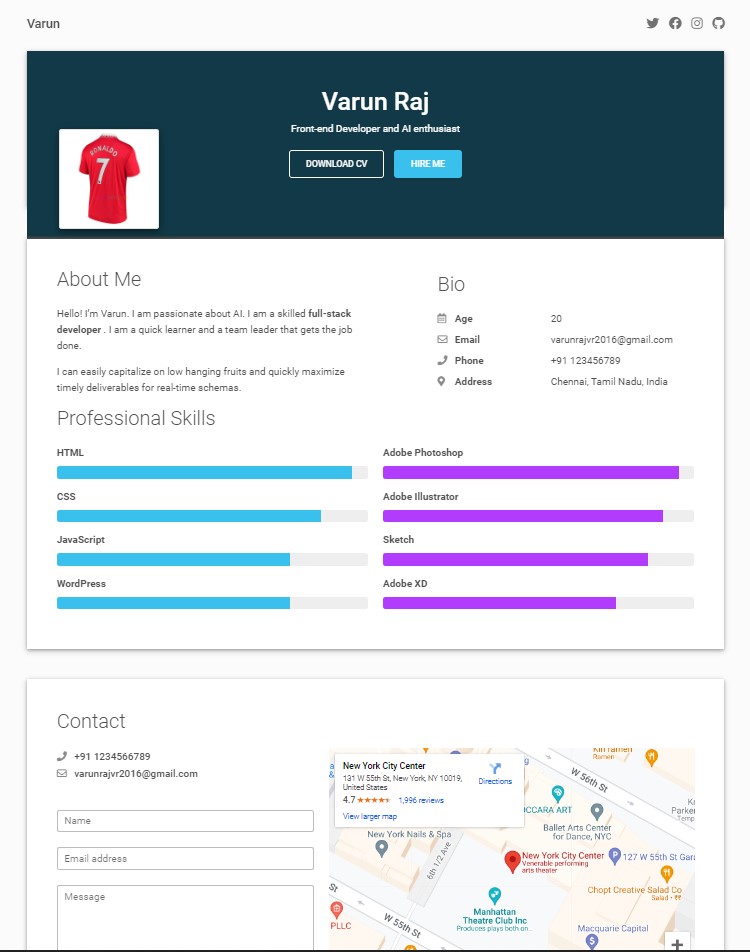 Varun
Varun Raj
Front-end Developer and AI enthusiast
DOWNLOAD CV
HIRE ME
RONALDO
7
About Me
Hello! I'm Varun. I am passionate about AI. I am a skilled full-stack
developer . I am a quick learner and a team leader that gets the job
done.
I can easily capitalize on low hanging fruits and quickly maximize
timely deliverables for real-time schemas.
Bio
Age 20
Email varunrajvr2016@gmail.com
Phone +91 123456789
Address Chennai, Tamil Nadu, India
Professional Skills
HTML
CSS
JavaScript
WordPress
Adobe Photoshop
Adobe Illustrator
Sketch
Adobe XD
Contact
+91 1234566789
varunrajvr2016@gmail.com
Name
Email address
Message
New York City Center
131 W 55th St, New York, NY 10019,
United States
4.7 1,996 reviews
View larger map
Directions
Kin ramen
Ramen
W 56th St
OCCARA ART
Parker
Ballet Arts Center
for Dance, NYC
New York Nails & Spa
6th 1/2 Ave
New York City Center
Venerable performing
arts theater
127 W 55th St Gara
Chopt Creative Salad Co
Salad • ₹₹
Manhattan
Theatre Club Inc
Produces plays both on...
St
PLLC
W 55th St
Macquarie Capital
+